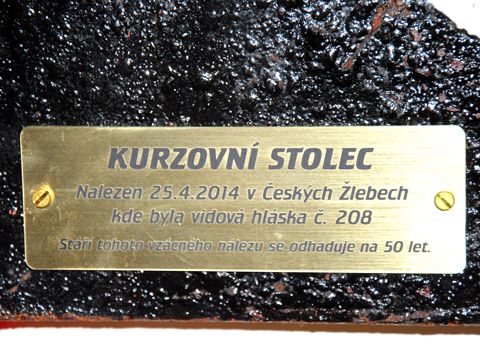 KURZOVNÍ STOLEC
Nalezen 25.4.2014 v Českých Žlebech
kde byla vidová hláska č. 208
Stáří tohoto vzácného nálezu se odhaduje na 50 let.